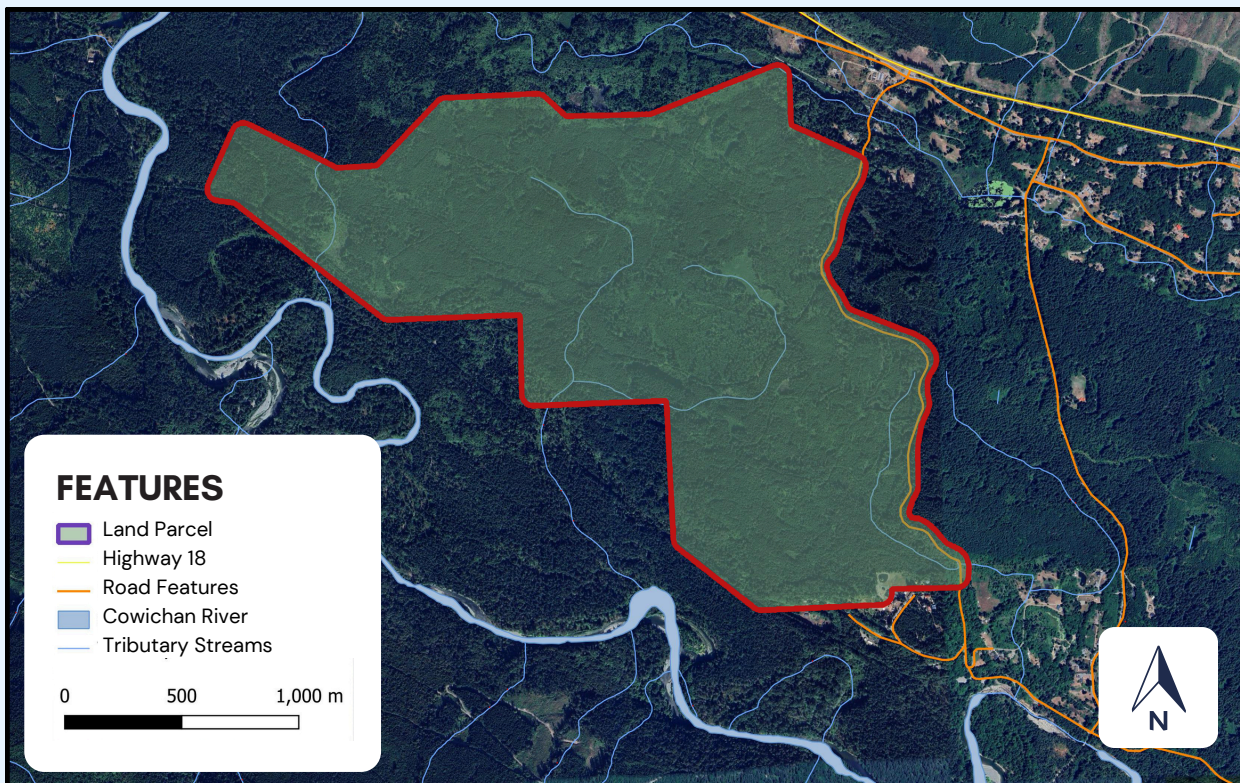 FEATURES
Land Parcel
Highway 18
Road Features
Cowichan River
Tributary Streams
0 500 1,000 m
N